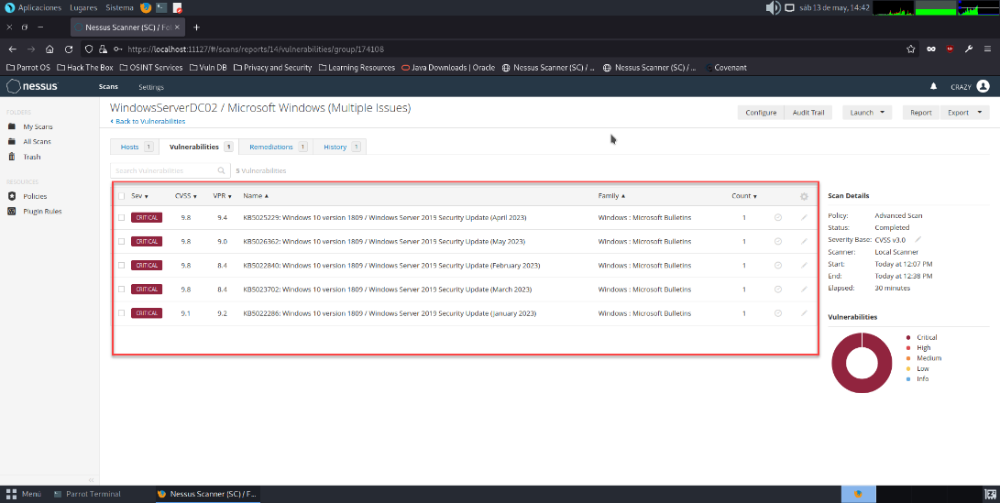 Aplicaciones Lugares Sistema sáb 13 de may, 14:42
Nessus Scanner (SC) / Fol
https://localhost:11127/#/scans/reports/14/vulnerabilities/group/174108
Parrot OS Hack The Box OSINT Services Vuln DB Privacy and Security Learning Resources Java Downloads | Oracle Nessus Scanner (SC) / ... Nessus Scanner (SC) / ... Covenant
nessus Scans Settings CRAZY
FOLDERS
My Scans
All Scans
Trash
RESOURCES
Policies
Plugin Rules
WindowsServerDC02 / Microsoft Windows (Multiple Issues)
Back to Vulnerabilities
Configure Audit Trail Launch Report Export
Hosts 1 Vulnerabilities 1 Remediations 1 History 1
Search Vulnerabilities 5 Vulnerabilities
Sev CVSS VPR Name Family Count
CRITICAL 9.8 9.4 KB5025229: Windows 10 version 1809 / Windows Server 2019 Security Update (April 2023) Windows : Microsoft Bulletins 1
CRITICAL 9.8 9.0 KB5026362: Windows 10 version 1809 / Windows Server 2019 Security Update (May 2023) Windows : Microsoft Bulletins 1
CRITICAL 9.8 8.4 KB5022840: Windows 10 version 1809 / Windows Server 2019 Security Update (February 2023) Windows : Microsoft Bulletins 1
CRITICAL 9.8 8.4 KB5023702: Windows 10 version 1809 / Windows Server 2019 Security Update (March 2023) Windows : Microsoft Bulletins 1
CRITICAL 9.1 9.2 KB5022286: Windows 10 version 1809 / Windows Server 2019 Security Update (January 2023) Windows : Microsoft Bulletins 1
Scan Details
Policy: Advanced Scan
Status: Completed
Severity Base: CVSS v3.0
Scanner: Local Scanner
Start: Today at 12:07 PM
End: Today at 12:38 PM
Elapsed: 30 minutes
Vulnerabilities
Critical
High
Medium
Low
Info
Menú Parrot Terminal Nessus Scanner (SC) / F...